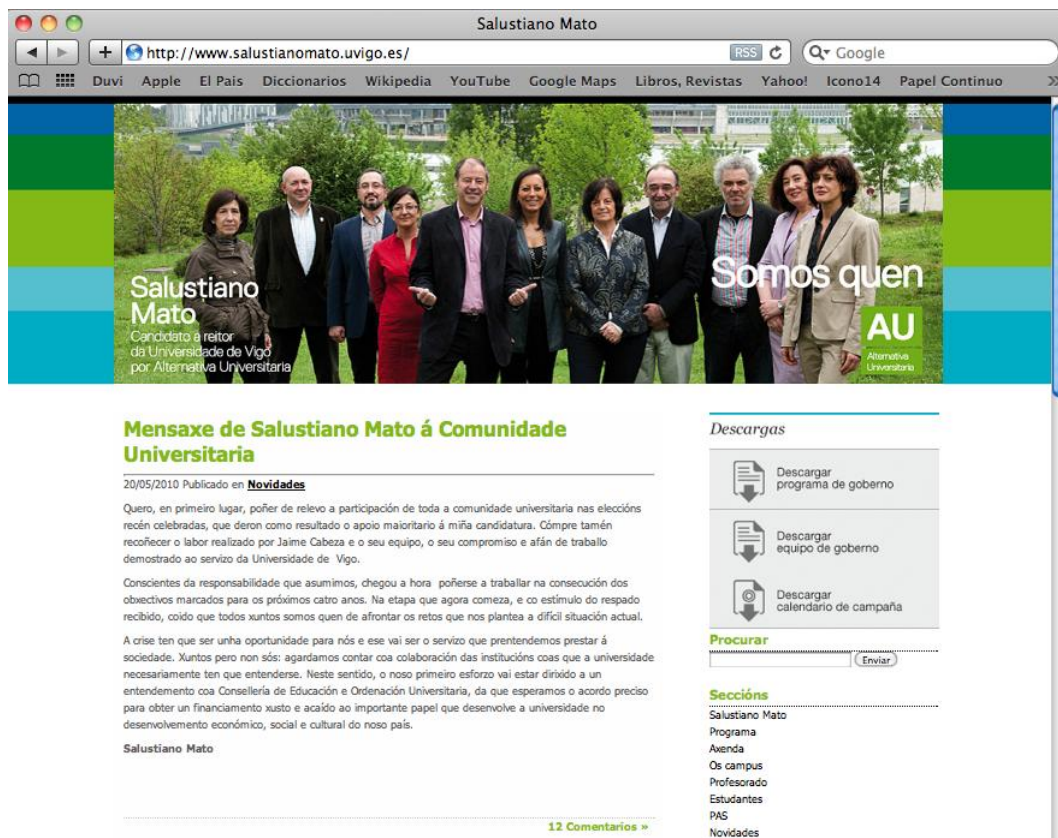 Salustiano Mato
http://www.salustianomato.uvigo.es/
RSS
Google
Duvi Apple El Pais Diccionarios Wikipedia YouTube Google Maps Libros, Revistas Yahoo! Icono14 Papel Continuo
Salustiano
Mato
Candidato a reitor
da Universidade de Vigo
por Alternativa Universitaria
Somos quen
AU
Alternativa
Universitaria
Mensaxe de Salustiano Mato á Comunidade
Universitaria
20/05/2010 Publicado en Novidades
Quero, en primeiro lugar, poñer de relevo a participación de toda a comunidade universitaria nas eleccións
recén celebradas, que deron como resultado o apoio maioritario á miña candidatura. Cómpre tamén
recoñecer o labor realizado por Jaime Cabeza e o seu equipo, o seu compromiso e afán de traballo
demostrado ao servizo da Universidade de Vigo.
Conscientes da responsabilidade que asumimos, chegou a hora poñerse a traballar na consecución dos
obxectivos marcados para os próximos catro anos. Na etapa que agora comeza, e co estímulo do respado
recibido, coido que todos xuntos somos quen de afrontar os retos que nos plantea a difícil situación actual.
A crise ten que ser unha oportunidade para nós e ese vai ser o servizo que prentendemos prestar á
sociedade. Xuntos pero non sós: agardamos contar coa colaboración das institucións coas que a universidade
necesariamente ten que entenderse. Neste sentido, o noso primeiro esforzo vai estar dirixido a un
entendemento coa Consellería de Educación e Ordenación Universitaria, da que esperamos o acordo preciso
para obter un financiamento xusto e acaído ao importante papel que desenvolve a universidade no
desenvolvemento económico, social e cultural do noso país.
Salustiano Mato
12 Comentarios »
Descargas
Descargar
programa de goberno
Descargar
equipo de goberno
Descargar
calendario de campaña
Procurar
Enviar
Seccións
Salustiano Mato
Programa
Axenda
Os campus
Profesorado
Estudantes
PAS
Novidades